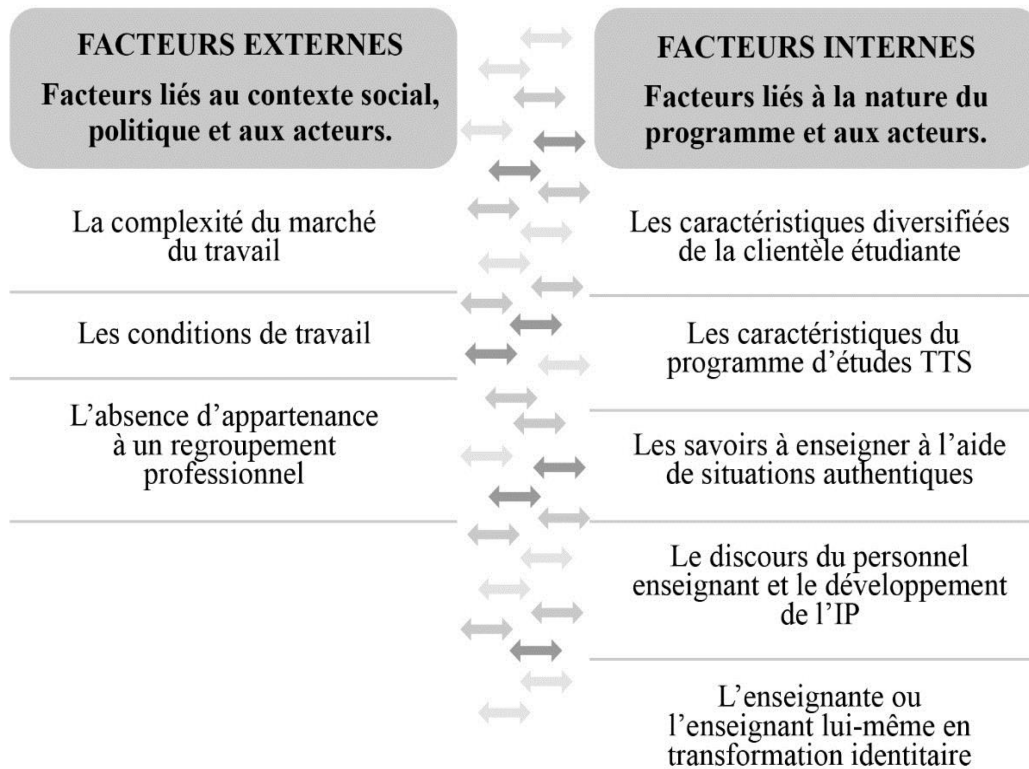 FACTEURS EXTERNES
Facteurs liés au contexte social,
politique et aux acteurs.
La complexité du marché
du travail
Les conditions de travail
L’absence d’appartenance
à un regroupement
professionnel
FACTEURS INTERNES
Facteurs liés à la nature du
programme et aux acteurs.
Les caractéristiques diversifiées
de la clientèle étudiante
Les caractéristiques du
programme d’études TTS
Les savoirs à enseigner à l’aide
de situations authentiques
Le discours du personnel
enseignant et le développement
de l’IP
L’enseignante ou
l’enseignant lui-même en
transformation identitaire